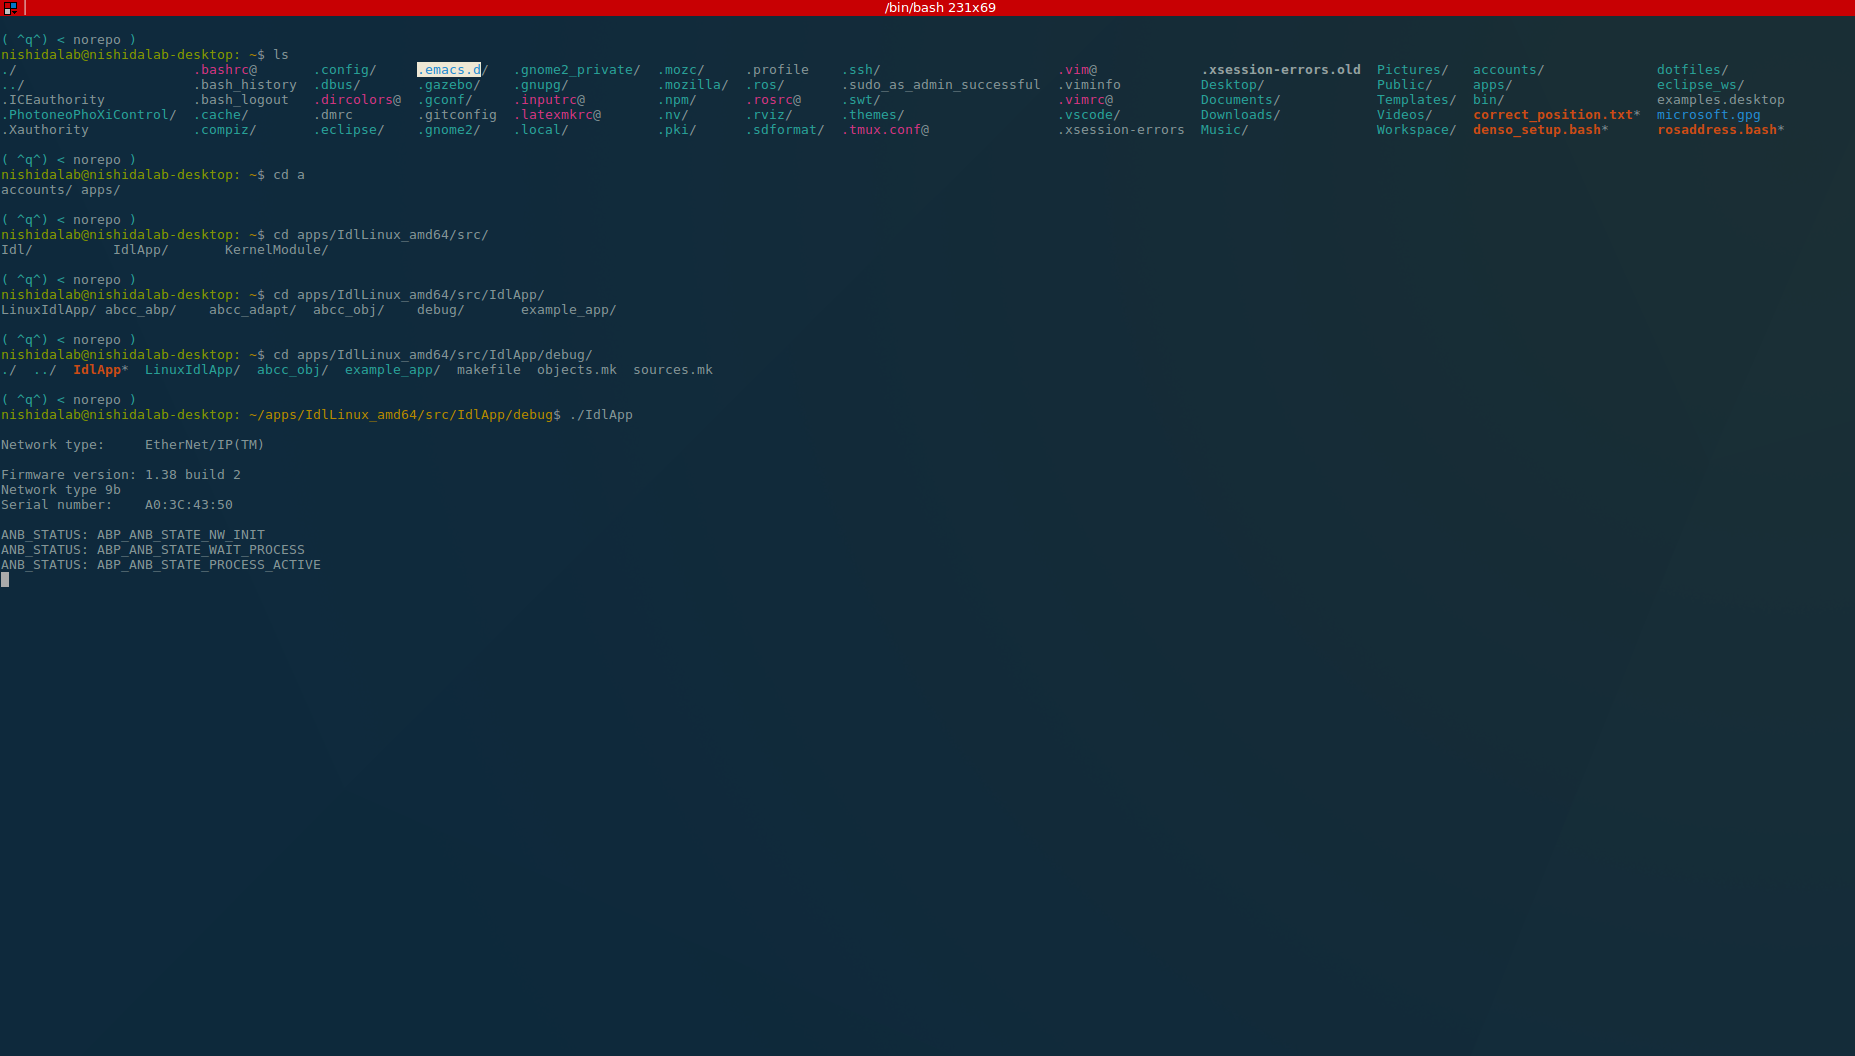 /bin/bash 231x69
( ^q^) < norepo )
nishidalab@nishidalab-desktop: ~$ ls
./ .bashrc@ .config/ .emacs.d/ .gnome2_private/ .mozc/ .profile .ssh/ .vim@ .xsession-errors.old Pictures/ accounts/ dotfiles/
../ .bash_history .dbus/ .gazebo/ .gnupg/ .mozilla/ .ros/ .sudo_as_admin_successful .viminfo Desktop/ Public/ apps/ eclipse_ws/
.ICEauthority .bash_logout .dircolors@ .gconf/ .inputrc@ .npm/ .rosrc@ .swt/ .vimrc@ Documents/ Templates/ bin/ examples.desktop
.PhotoneoPhoXiControl/ .cache/ .dmrc .gitconfig .latexmkrc@ .nv/ .rviz/ .themes/ .vscode/ Downloads/ Videos/ correct_position.txt* microsoft.gpg
.Xauthority .compiz/ .eclipse/ .gnome2/ .local/ .pki/ .sdformat/ .tmux.conf@ .xsession-errors Music/ Workspace/ denso_setup.bash* rosaddress.bash*
( ^q^) < norepo )
nishidalab@nishidalab-desktop: ~$ cd a
accounts/ apps/
( ^q^) < norepo )
nishidalab@nishidalab-desktop: ~$ cd apps/IdlLinux_amd64/src/
Idl/ IdlApp/ KernelModule/
( ^q^) < norepo )
nishidalab@nishidalab-desktop: ~$ cd apps/IdlLinux_amd64/src/IdlApp/
LinuxIdlApp/ abcc_abp/ abcc_adapt/ abcc_obj/ debug/ example_app/
( ^q^) < norepo )
nishidalab@nishidalab-desktop: ~$ cd apps/IdlLinux_amd64/src/IdlApp/debug/
./ ../ IdlApp* LinuxIdlApp/ abcc_obj/ example_app/ makefile objects.mk sources.mk
( ^q^) < norepo )
nishidalab@nishidalab-desktop: ~/apps/IdlLinux_amd64/src/IdlApp/debug$ ./IdlApp
Network type: EtherNet/IP(TM)
Firmware version: 1.38 build 2
Network type 9b
Serial number: A0:3C:43:50
ANB_STATUS: ABP_ANB_STATE_NW_INIT
ANB_STATUS: ABP_ANB_STATE_WAIT_PROCESS
ANB_STATUS: ABP_ANB_STATE_PROCESS_ACTIVE